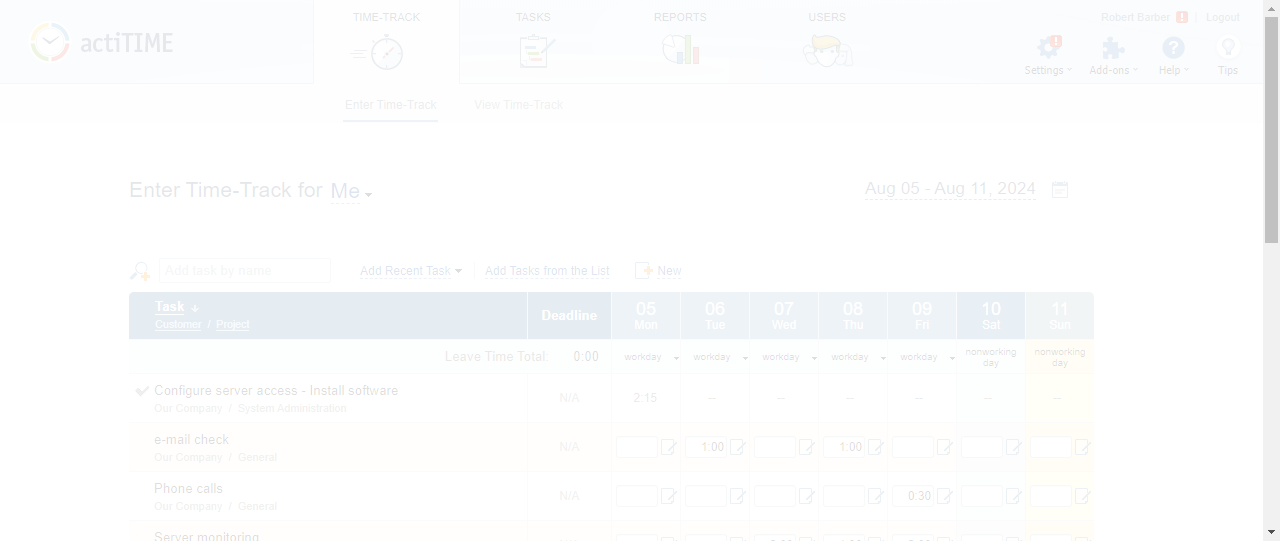 TIME-TRACK TASKS REPORTS USERS
Robert Barber ! | Logout
actiTIME
Settings Add-ons Help Tips
Enter Time-Track View Time-Track
Enter Time-Track for Me
Aug 05 - Aug 11, 2024
Add task by name Add Recent Task Add Tasks from the List New
Task ↓ Deadline 05 06 07 08 09 10 11
Customer / Project Mon Tue Wed Thu Fri Sat Sun
Leave Time Total: 0:00 workday workday workday workday workday nonworking day nonworking day
Configure server access - Install software
Our Company / System Administration
N/A 2:15 -- -- -- -- -- --
e-mail check
Our Company / General
N/A 1:00 1:00
Phone calls
Our Company / General
N/A 0:30
Server monitoring